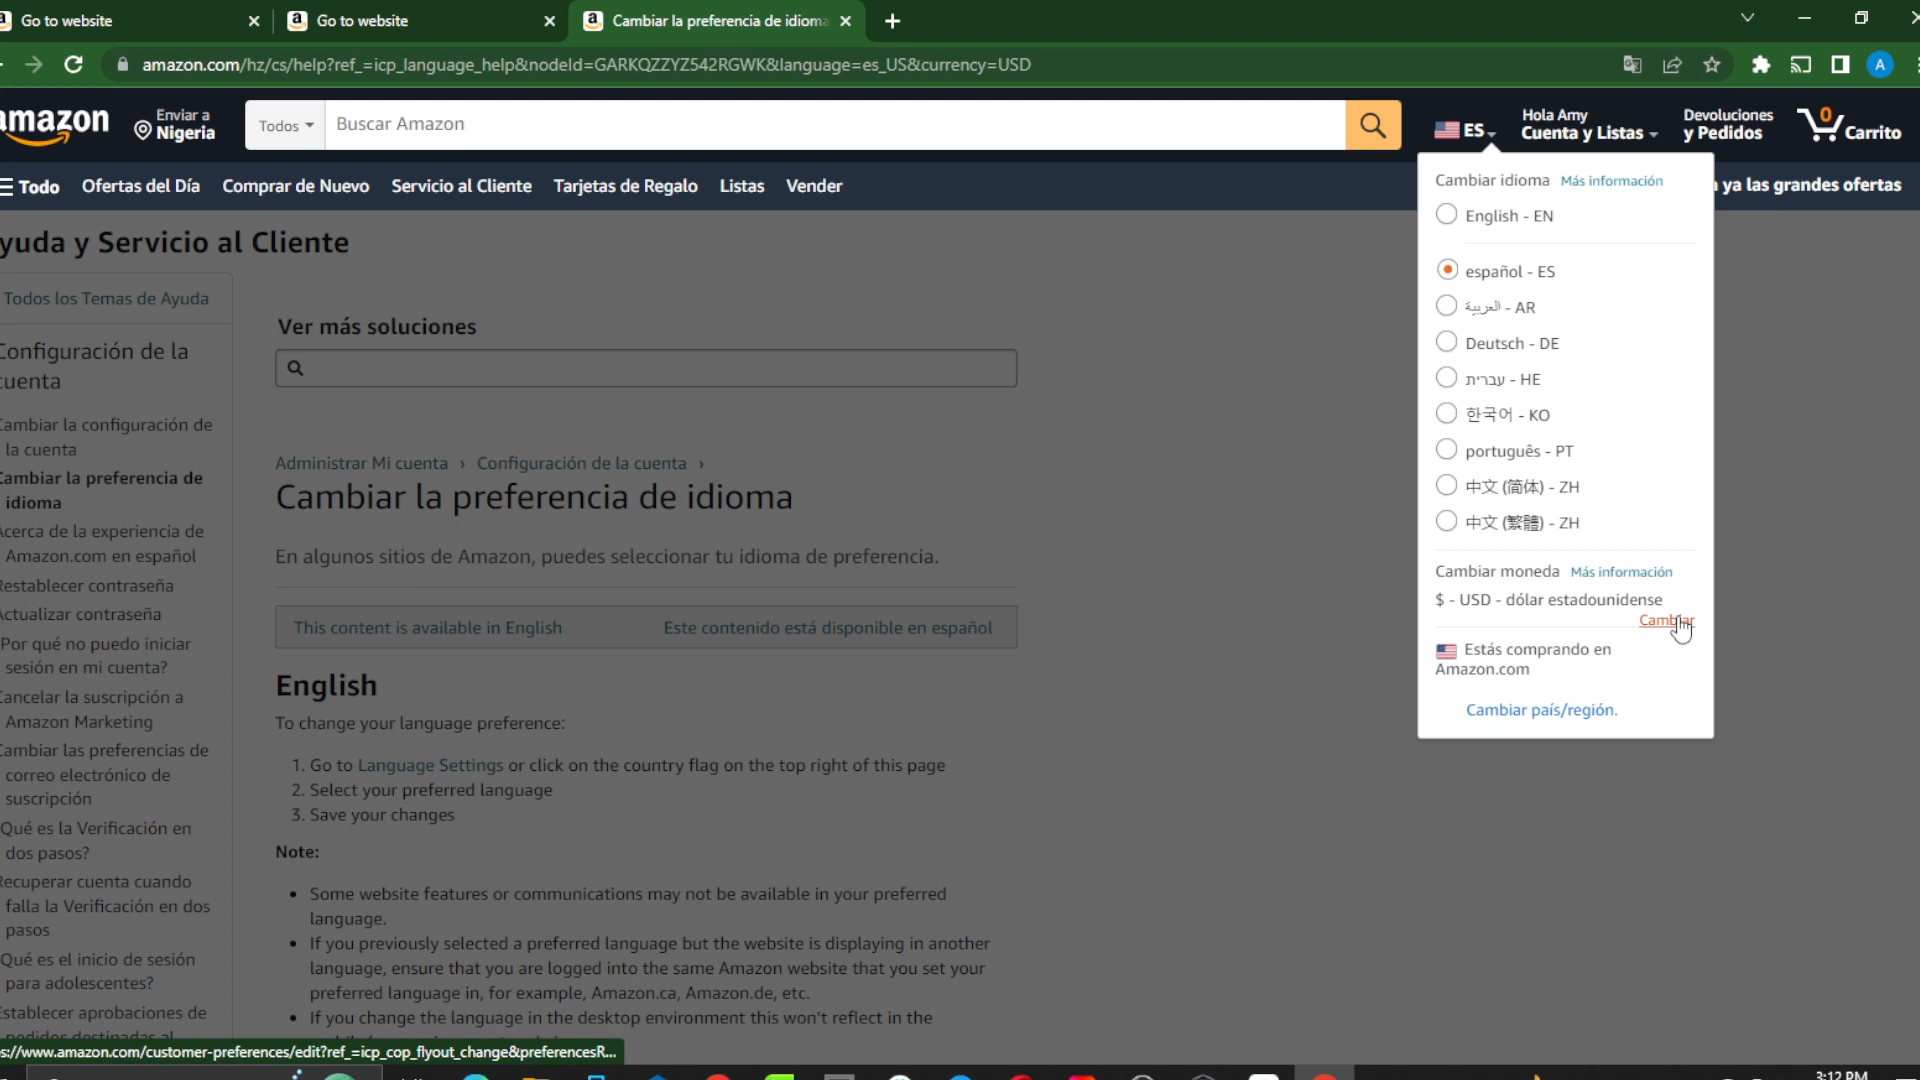 Go to website
Go to website
Cambiar la preferencia de idioma
amazon.com/hz/cs/help?ref_=icp_language_help&nodeId=GARKQZZYZ542RGWK&language=es_US&currency=USD
A
amazon
Enviar a
Nigeria
Todos
Buscar Amazon
ES
Hola Amy
Cuenta y Listas
Devoluciones
y Pedidos
0
Carrito
Todo
Ofertas del Día
Comprar de Nuevo
Servicio al Cliente
Tarjetas de Regalo
Listas
Vender
ya las grandes ofertas
yuda y Servicio al Cliente
Todos los Temas de Ayuda
Configuración de la
cuenta
Cambiar la configuración de
la cuenta
Cambiar la preferencia de
idioma
Acerca de la experiencia de
Amazon.com en español
Restablecer contraseña
Actualizar contraseña
Por qué no puedo iniciar
sesión en mi cuenta?
Cancelar la suscripción a
Amazon Marketing
Cambiar las preferencias de
correo electrónico de
suscripción
Qué es la Verificación en
dos pasos?
Recuperar cuenta cuando
falla la Verificación en dos
pasos
Qué es el inicio de sesión
para adolescentes?
Establecer aprobaciones de
pedidos destinadas al
Ver más soluciones
Administrar Mi cuenta › Configuración de la cuenta ›
Cambiar la preferencia de idioma
En algunos sitios de Amazon, puedes seleccionar tu idioma de preferencia.
This content is available in English
Este contenido está disponible en español
English
To change your language preference:
1. Go to Language Settings or click on the country flag on the top right of this page
2. Select your preferred language
3. Save your changes
Note:
• Some website features or communications may not be available in your preferred
language.
• If you previously selected a preferred language but the website is displaying in another
language, ensure that you are logged into the same Amazon website that you set your
preferred language in, for example, Amazon.ca, Amazon.de, etc.
• If you change the language in the desktop environment this won't reflect in the
Cambiar idioma Más información
English - EN
español - ES
العربية - AR
Deutsch - DE
עברית - HE
한국어 - KO
português - PT
中文 (简体) - ZH
中文 (繁體) - ZH
Cambiar moneda Más información
$ - USD - dólar estadounidense
Cambiar
Estás comprando en
Amazon.com
Cambiar país/región.
s://www.amazon.com/customer-preferences/edit?ref_=icp_cop_flyout_change&preferencesR...
3:12 PM